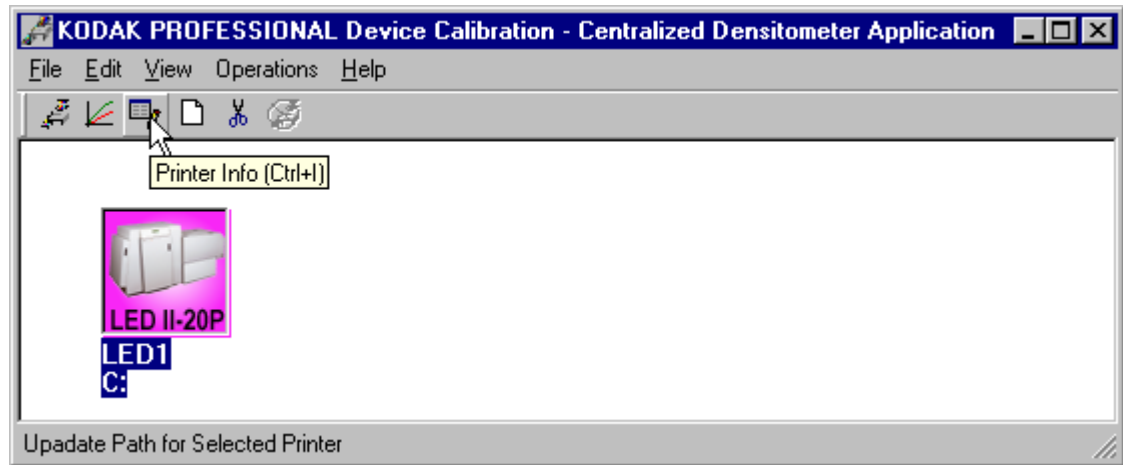 KODAK PROFESSIONAL Device Calibration - Centralized Densitometer Application
File Edit View Operations Help
Printer Info (Ctrl+I)
LED II-20P
LED1
C:
Upadate Path for Selected Printer